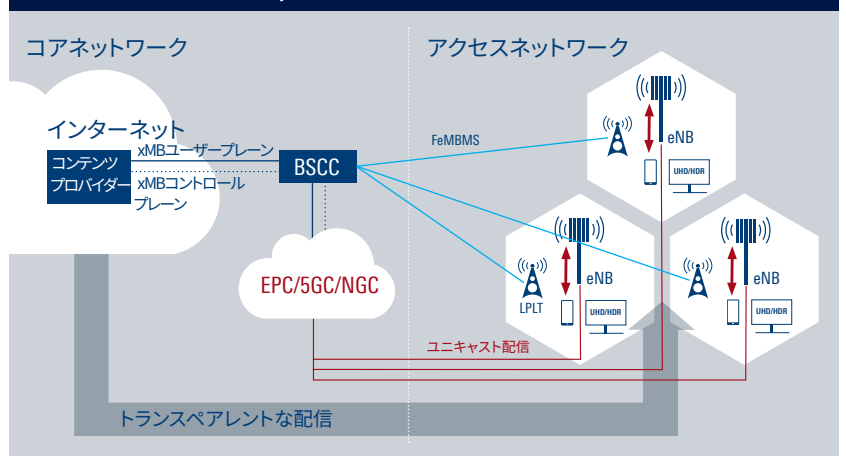 コアネットワーク
アクセスネットワーク
インターネット
xMBユーザープレーン
コンテンツ
プロバイダー
xMBコントロール
プレーン
BSCC
FeMBMS
eNB
UHD/HDR
EPC/5GC/NGC
eNB
LPLT
UHD/HDR
eNB
UHD/HDR
ユニキャスト配信
トランスペアレントな配信